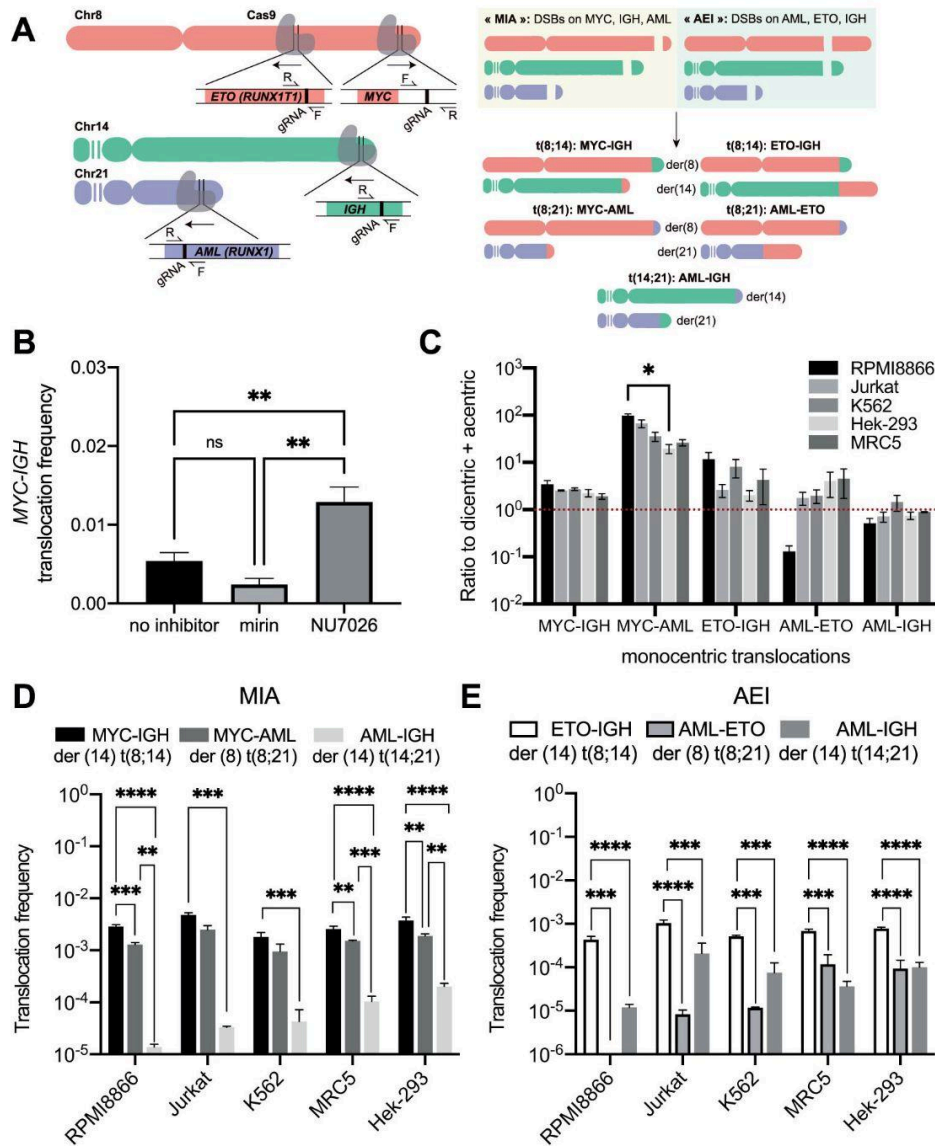 A
Chr8
Cas9
R
F
ETO (RUNX1T1)
MYC
gRNA
F
gRNA
R
Chr14
Chr21
R
R
IGH
gRNA
F
AML (RUNX1)
gRNA
F
« MIA »: DSBs on MYC, IGH, AML
« AEI »: DSBs on AML, ETO, IGH
t(8;14): MYC-IGH
t(8;14): ETO-IGH
der(8)
der(14)
t(8;21): MYC-AML
t(8;21): AML-ETO
der(8)
der(21)
t(14;21): AML-IGH
der(14)
der(21)
B
MYC-IGH
translocation frequency
0.03
0.02
0.01
0.00
**
ns
**
no inhibitor
mirin
NU7026
C
Ratio to dicentric + acentric
10³
10²
10¹
10⁰
10⁻¹
10⁻²
*
RPMI8866
Jurkat
K562
Hek-293
MRC5
MYC-IGH
MYC-AML
ETO-IGH
AML-ETO
AML-IGH
monocentric translocations
D
MIA
MYC-IGH
MYC-AML
AML-IGH
der (14) t(8;14)
der (8) t(8;21)
der (14) t(14;21)
Translocation frequency
10⁰
10⁻¹
10⁻²
10⁻³
10⁻⁴
10⁻⁵
****
**
***
***
***
****
***
**
****
**
**
RPMI8866
Jurkat
K562
MRC5
Hek-293
E
AEI
ETO-IGH
AML-ETO
AML-IGH
der (14) t(8;14)
der (8) t(8;21)
der (14) t(14;21)
Translocation frequency
10⁰
10⁻¹
10⁻²
10⁻³
10⁻⁴
10⁻⁵
10⁻⁶
****
***
***
****
***
***
****
***
****
****
RPMI8866
Jurkat
K562
MRC5
Hek-293